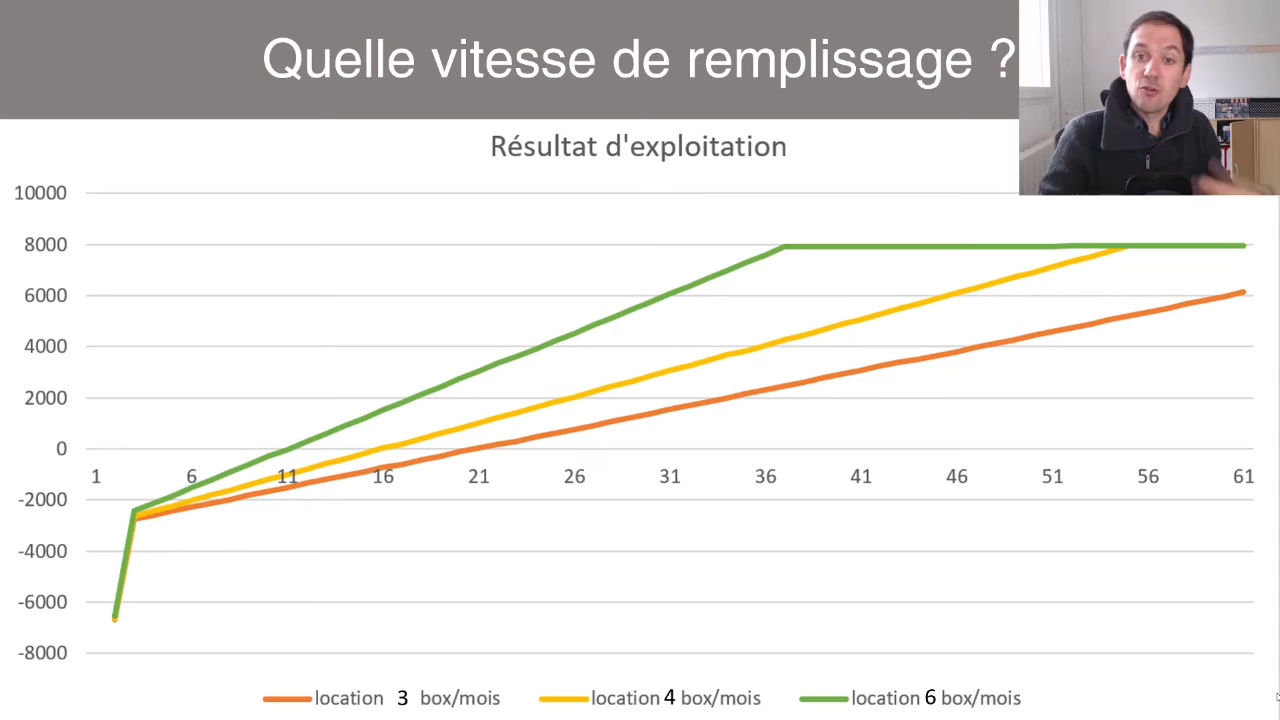 Quelle vitesse de remplissage ?
Résultat d'exploitation
10000
8000
6000
4000
2000
0
1 6 11 16 21 26 31 36 41 46 51 56 61
-2000
-4000
-6000
-8000
location 3 box/mois location 4 box/mois location 6 box/mois